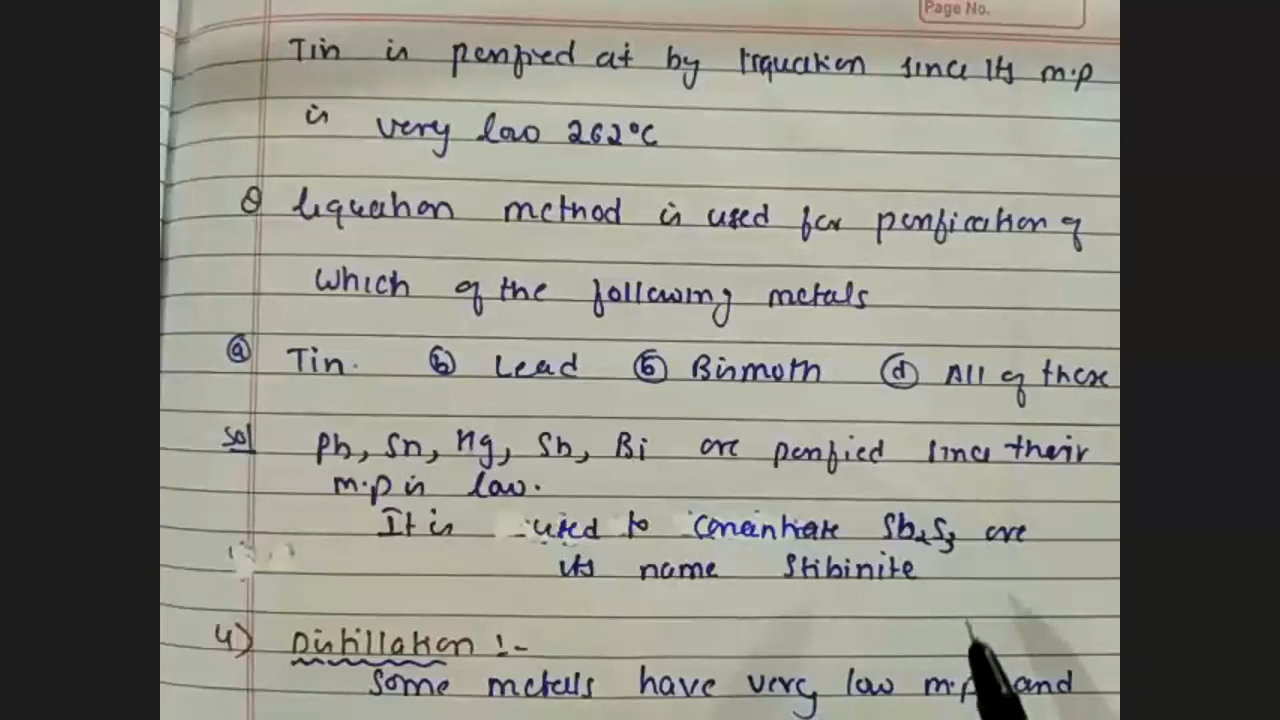 Page No.
Tin is purified at by liquation since its m.p
is very low 262°C
Q liquation method is used for purification of
which of the following metals
(a) Tin. (b) Lead (b) Bismoth (d) All of these
Sol Pb, Sn, Hg, Sb, Bi are purified since their
m.p is low.
It is used to concentrate Sb₂S₃ ore
its name Stibinite
4) Distillation :-
Some metals have very low m.p and